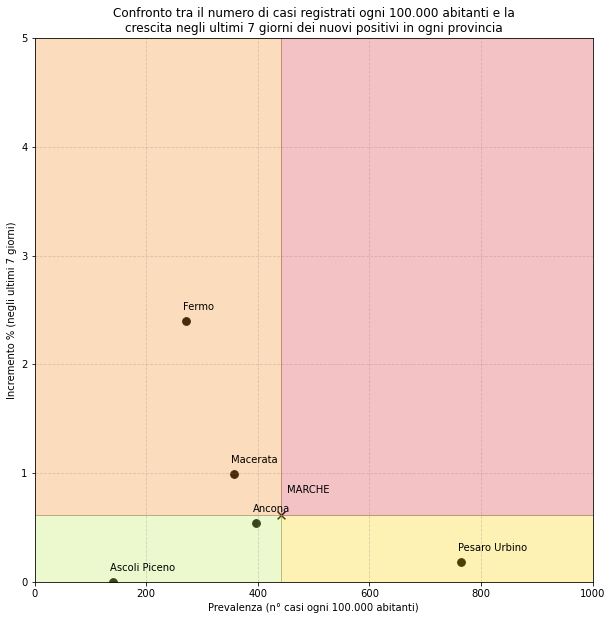 Confronto tra il numero di casi registrati ogni 100.000 abitanti e la
crescita negli ultimi 7 giorni dei nuovi positivi in ogni provincia
5
4
3
2
1
0
Incremento % (negli ultimi 7 giorni)
Fermo
Macerata
MARCHE
Ancona
Pesaro Urbino
Ascoli Piceno
0 200 400 600 800 1000
Prevalenza (n° casi ogni 100.000 abitanti)